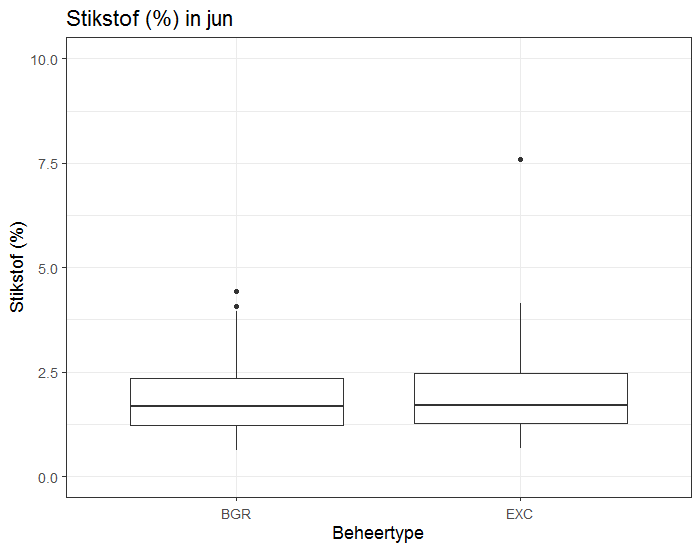 Stikstof (%) in jun
10.0
7.5
5.0
2.5
0.0
Stikstof (%)
BGR EXC
Beheertype